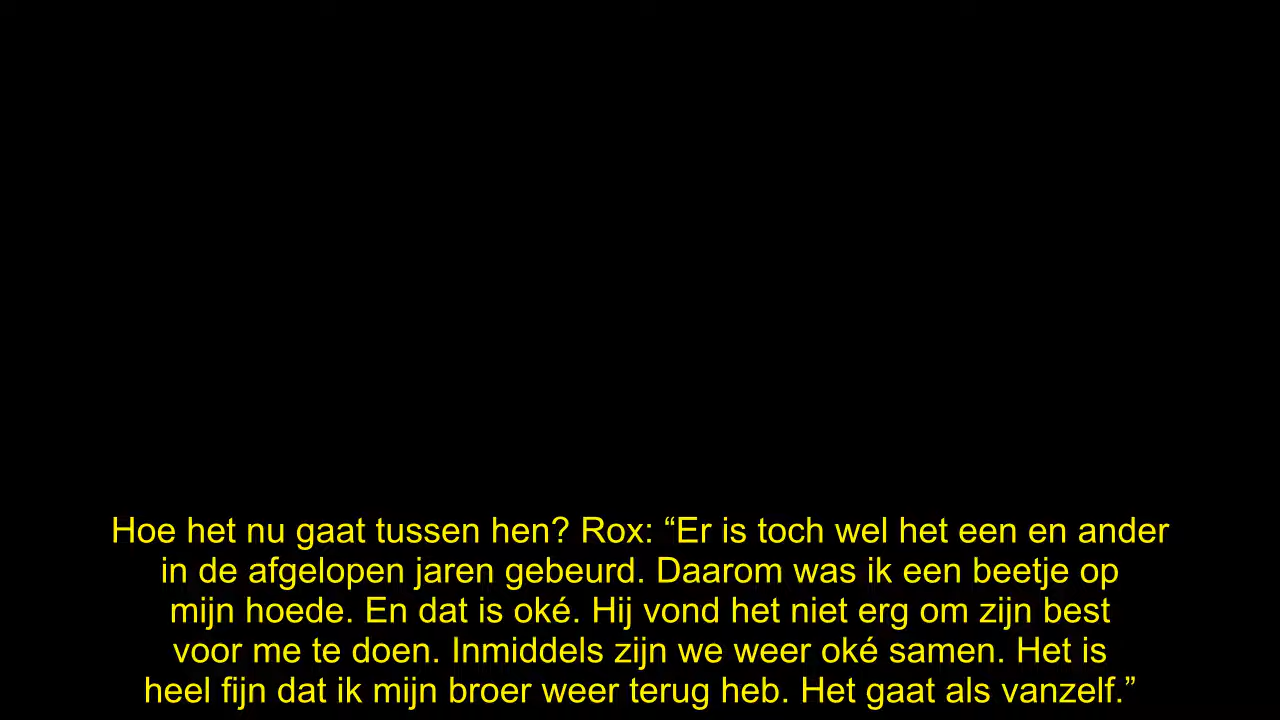 Hoe het nu gaat tussen hen? Rox: “Er is toch wel het een en ander
in de afgelopen jaren gebeurd. Daarom was ik een beetje op
mijn hoede. En dat is oké. Hij vond het niet erg om zijn best
voor me te doen. Inmiddels zijn we weer oké samen. Het is
heel fijn dat ik mijn broer weer terug heb. Het gaat als vanzelf.”